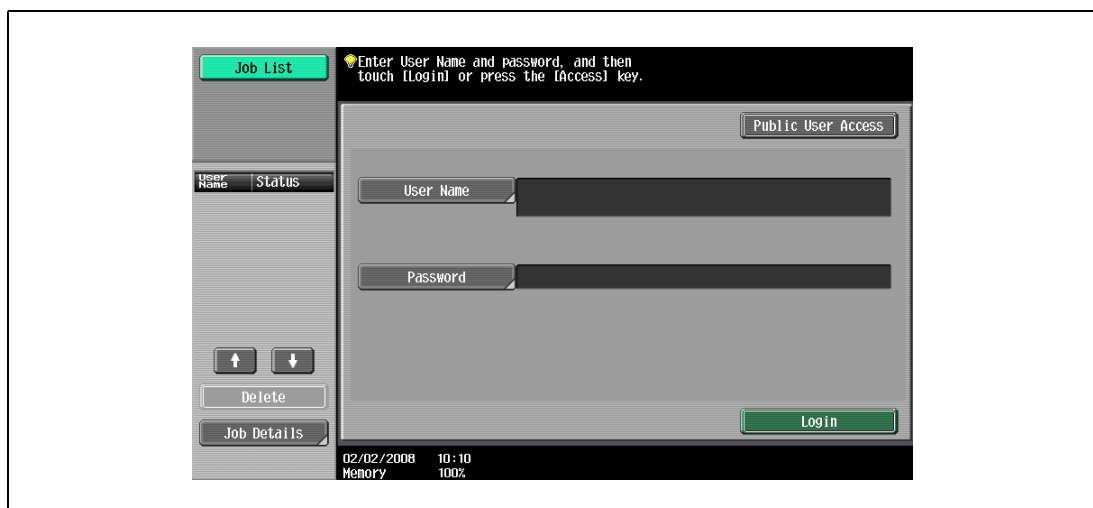 Job List
Enter User Name and password, and then
touch [Login] or press the [Access] key.
Public User Access
User Name
Status
User Name
Password
Delete
Job Details
Login
02/02/2008 10:10
Memory 100%